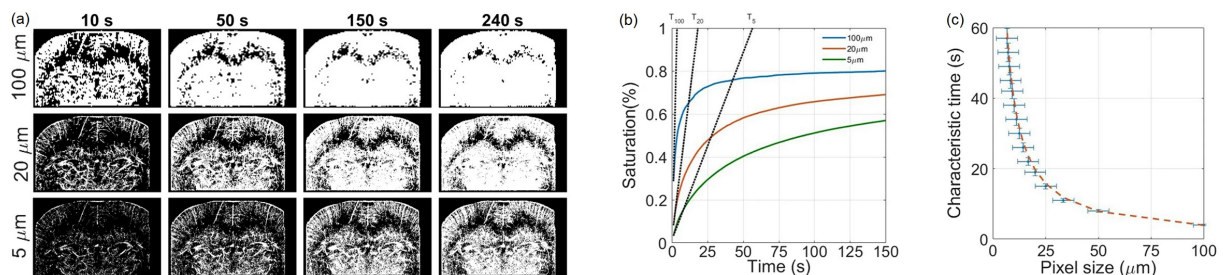 (a)
10 s 50 s 150 s 240 s
100 μm
20 μm
5 μm
(b)
T100 T20 T5
1
0.8
0.6
0.4
0.2
0
Saturation(%)
100μm
20μm
5μm
0 25 50 75 100 125 150
Time (s)
(c)
60
40
20
0
Characteristic time (s)
0 25 50 75 100
Pixel size (μm)